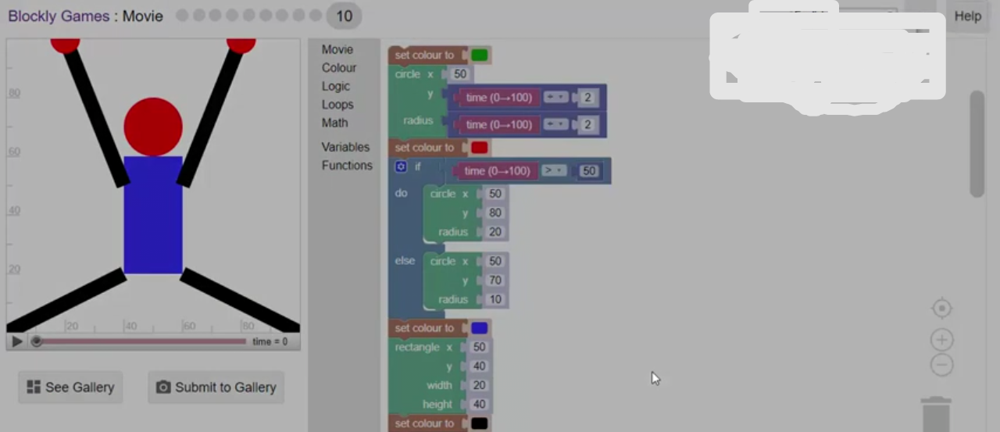 Blockly Games : Movie 10 Help
80
60
40
20
20 40 60 80
time = 0
See Gallery Submit to Gallery
Movie
Colour
Logic
Loops
Math
Variables
Functions
set colour to
circle x 50
y time (0→100) ÷ 2
radius time (0→100) ÷ 2
set colour to
if time (0→100) > 50
do circle x 50
y 80
radius 20
else circle x 50
y 70
radius 10
set colour to
rectangle x 50
y 40
width 20
height 40
set colour to